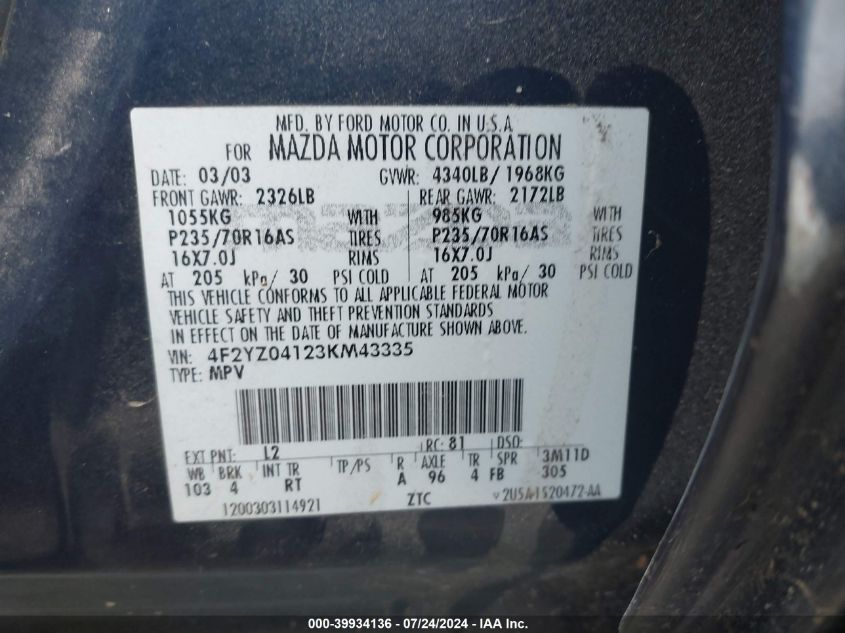 MFD. BY FORD MOTOR CO. IN U.S.A.
FOR MAZDA MOTOR CORPORATION
DATE: 03/03 GVWR: 4340LB/ 1968KG
FRONT GAWR: 2326LB REAR GAWR: 2172LB
1055KG WITH 985KG WITH
P235/70R16AS TIRES P235/70R16AS TIRES
16X7.0J RIMS 16X7.0J RIMS
AT 205 kPa/ 30 PSI COLD AT 205 kPa/ 30 PSI COLD
THIS VEHICLE CONFORMS TO ALL APPLICABLE FEDERAL MOTOR
VEHICLE SAFETY AND THEFT PREVENTION STANDARDS
IN EFFECT ON THE DATE OF MANUFACTURE SHOWN ABOVE.
VIN: 4F2YZ04123KM43335
TYPE: MPV
EXT PNT: L2 RC: 81 DSO:
WB BRK INT TR TP/PS R AXLE TR SPR 3M11D
103 4 RT A 96 4 FB 305
1200303114921 ZTC V 2U5A-1520472-AA
000-39934136 - 07/24/2024 - IAA Inc.